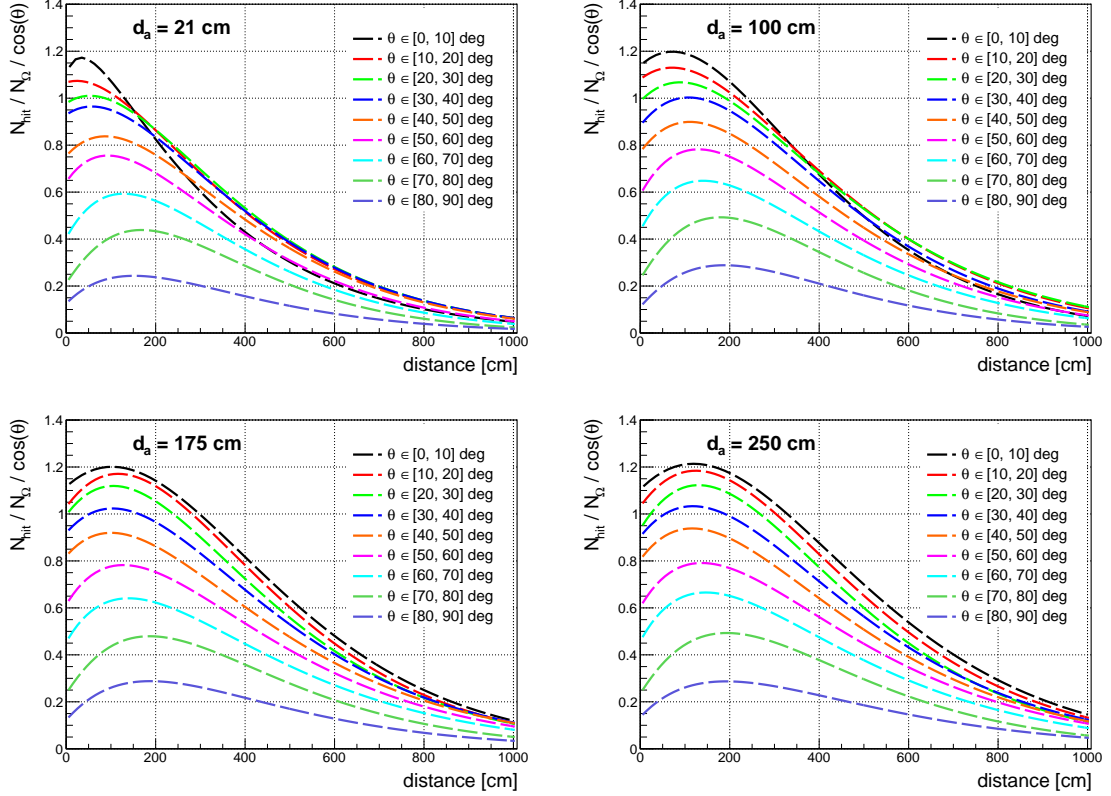 d_a = 21 cm
N_hit / N_Ω / cos(θ)
1.4
1.2
1
0.8
0.6
0.4
0.2
0
θ ∈ [0, 10] deg
θ ∈ [10, 20] deg
θ ∈ [20, 30] deg
θ ∈ [30, 40] deg
θ ∈ [40, 50] deg
θ ∈ [50, 60] deg
θ ∈ [60, 70] deg
θ ∈ [70, 80] deg
θ ∈ [80, 90] deg
0 200 400 600 800 1000
distance [cm]
d_a = 100 cm
N_hit / N_Ω / cos(θ)
1.4
1.2
1
0.8
0.6
0.4
0.2
0
θ ∈ [0, 10] deg
θ ∈ [10, 20] deg
θ ∈ [20, 30] deg
θ ∈ [30, 40] deg
θ ∈ [40, 50] deg
θ ∈ [50, 60] deg
θ ∈ [60, 70] deg
θ ∈ [70, 80] deg
θ ∈ [80, 90] deg
0 200 400 600 800 1000
distance [cm]
d_a = 175 cm
N_hit / N_Ω / cos(θ)
1.4
1.2
1
0.8
0.6
0.4
0.2
0
θ ∈ [0, 10] deg
θ ∈ [10, 20] deg
θ ∈ [20, 30] deg
θ ∈ [30, 40] deg
θ ∈ [40, 50] deg
θ ∈ [50, 60] deg
θ ∈ [60, 70] deg
θ ∈ [70, 80] deg
θ ∈ [80, 90] deg
0 200 400 600 800 1000
distance [cm]
d_a = 250 cm
N_hit / N_Ω / cos(θ)
1.4
1.2
1
0.8
0.6
0.4
0.2
0
θ ∈ [0, 10] deg
θ ∈ [10, 20] deg
θ ∈ [20, 30] deg
θ ∈ [30, 40] deg
θ ∈ [40, 50] deg
θ ∈ [50, 60] deg
θ ∈ [60, 70] deg
θ ∈ [70, 80] deg
θ ∈ [80, 90] deg
0 200 400 600 800 1000
distance [cm]